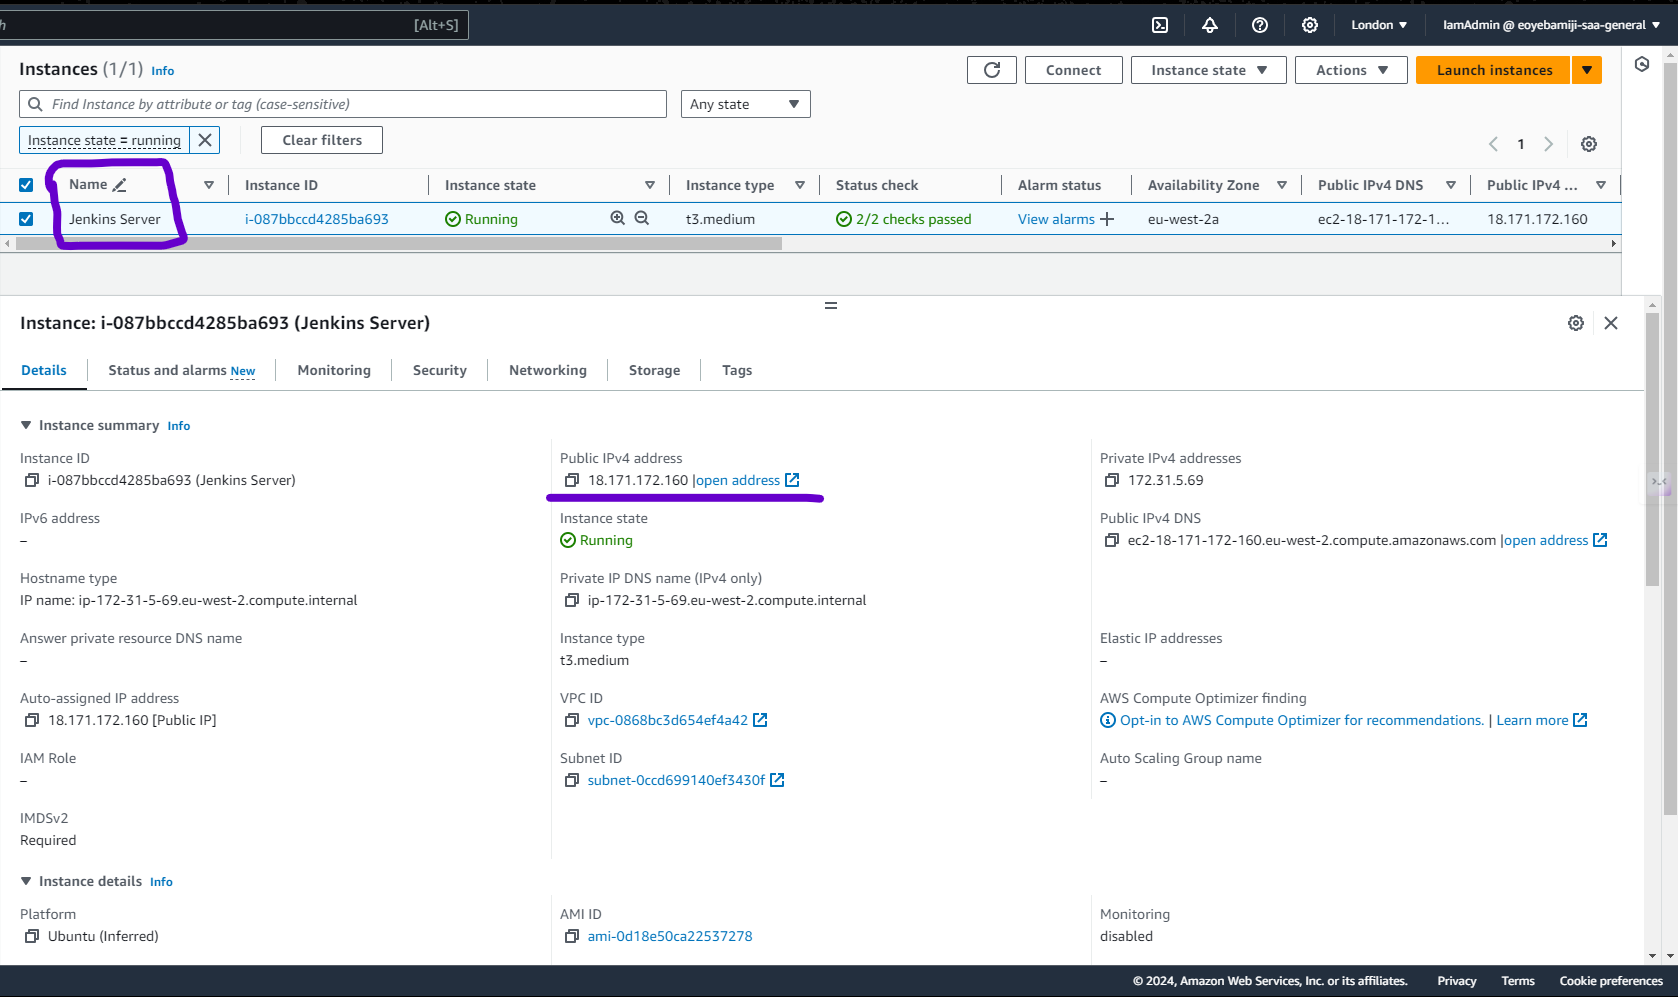 h [Alt+S] London IamAdmin @ eoyebamiji-saa-general
Instances (1/1) Info Connect Instance state Actions Launch instances
Find Instance by attribute or tag (case-sensitive) Any state
Instance state = running Clear filters 1
Name Instance ID Instance state Instance type Status check Alarm status Availability Zone Public IPv4 DNS Public IPv4 ...
Jenkins Server i-087bbccd4285ba693 Running t3.medium 2/2 checks passed View alarms eu-west-2a ec2-18-171-172-1... 18.171.172.160
Instance: i-087bbccd4285ba693 (Jenkins Server)
Details Status and alarms New Monitoring Security Networking Storage Tags
Instance summary Info
Instance ID Public IPv4 address Private IPv4 addresses
i-087bbccd4285ba693 (Jenkins Server) 18.171.172.160 |open address 172.31.5.69
IPv6 address Instance state Public IPv4 DNS
– Running ec2-18-171-172-160.eu-west-2.compute.amazonaws.com |open address
Hostname type Private IP DNS name (IPv4 only)
IP name: ip-172-31-5-69.eu-west-2.compute.internal ip-172-31-5-69.eu-west-2.compute.internal
Answer private resource DNS name Instance type Elastic IP addresses
– t3.medium –
Auto-assigned IP address VPC ID AWS Compute Optimizer finding
18.171.172.160 [Public IP] vpc-0868bc3d654ef4a42 Opt-in to AWS Compute Optimizer for recommendations. | Learn more
IAM Role Subnet ID Auto Scaling Group name
– subnet-0ccd699140ef3430f –
IMDSv2
Required
Instance details Info
Platform AMI ID Monitoring
Ubuntu (Inferred) ami-0d18e50ca22537278 disabled
© 2024, Amazon Web Services, Inc. or its affiliates. Privacy Terms Cookie preferences